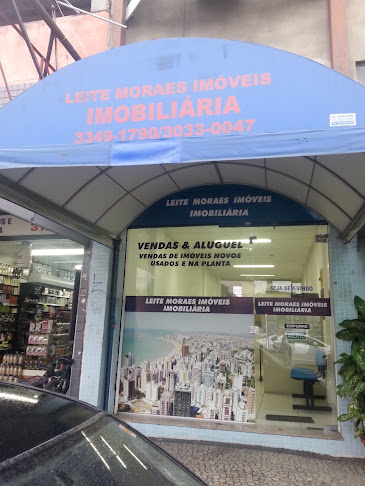 LEITE MORAES IMÓVEIS
IMOBILIÁRIA
3349-1790/3033-0047
LEITE MORAES IMÓVEIS
IMOBILIÁRIA
VENDAS & ALUGUEL
VENDAS DE IMOVEIS NOVOS
USADOS E NA PLANTA
SEJA BEM-VINDO
LEITE MORAES IMÓVEIS
IMOBILIÁRIA
LEITE MORAES IMÓVEIS
IMOBILIÁRIA